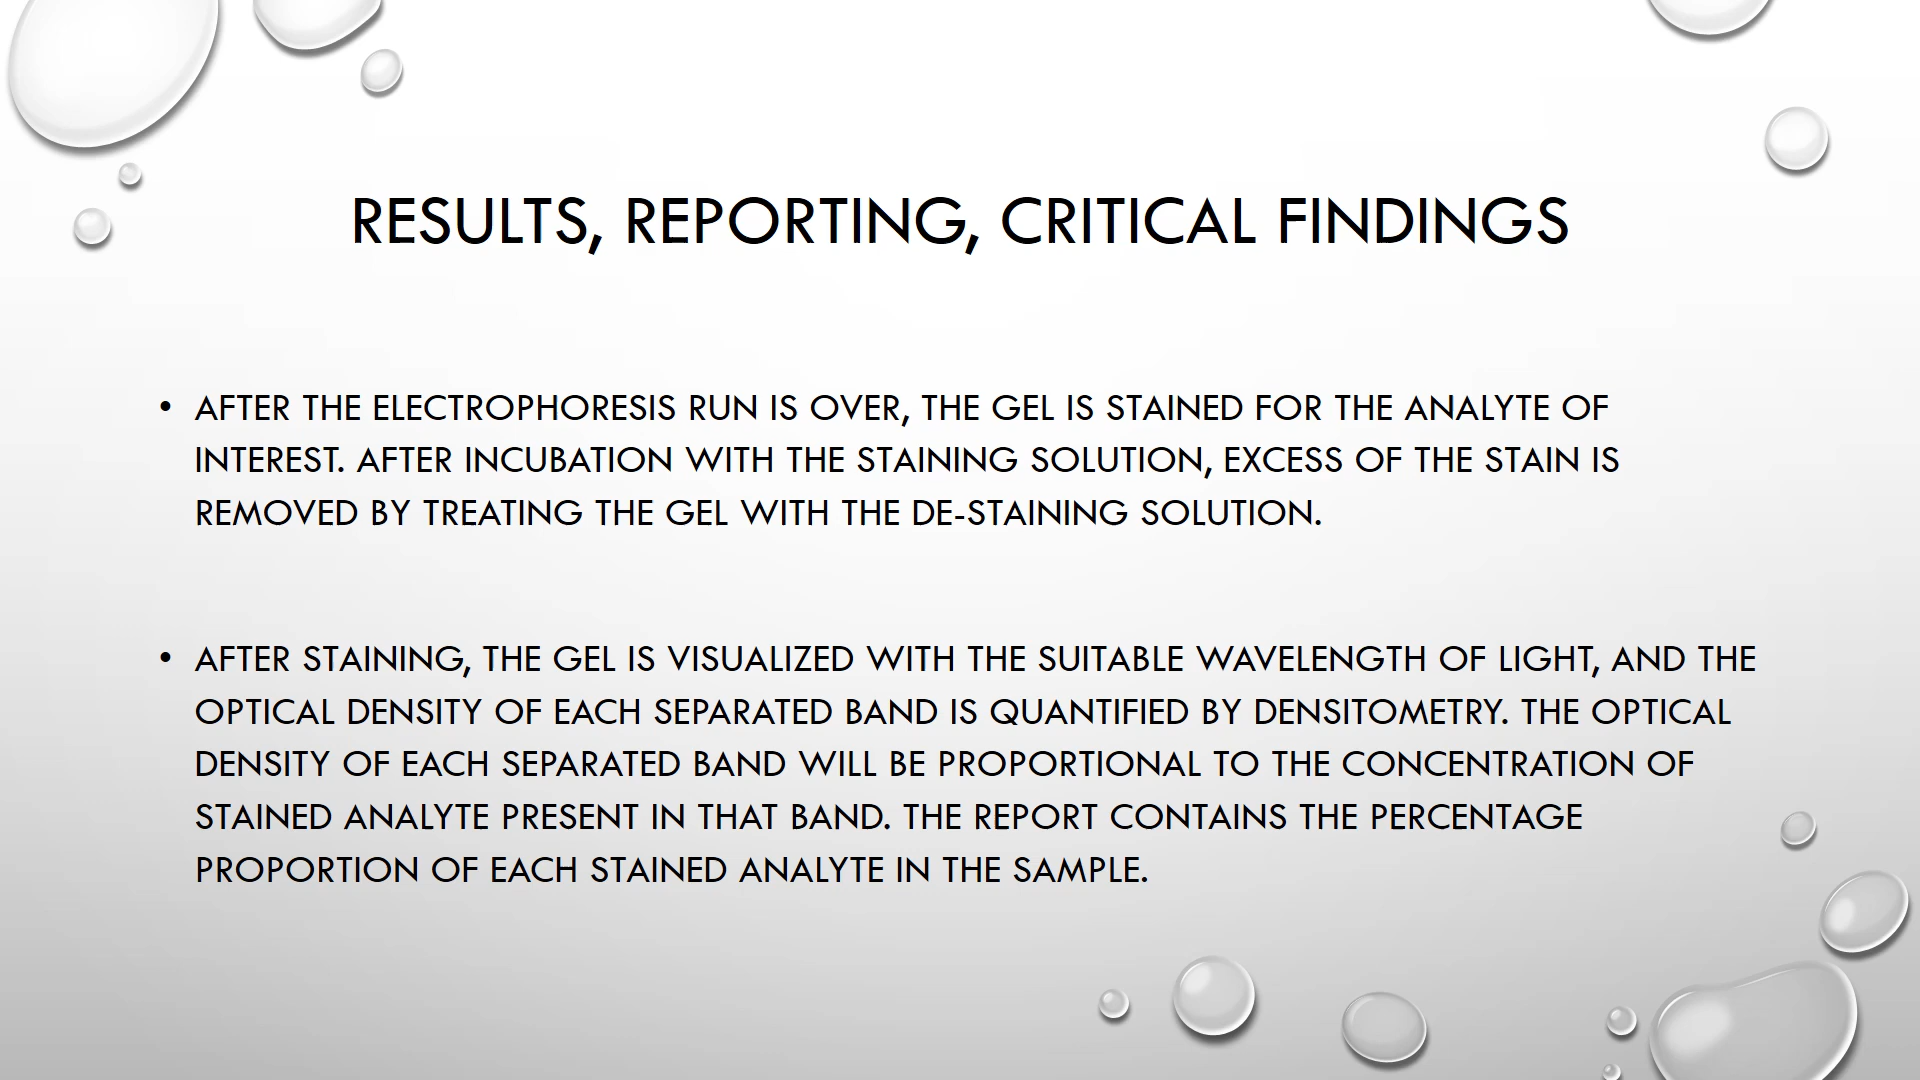 RESULTS, REPORTING, CRITICAL FINDINGS
• AFTER THE ELECTROPHORESIS RUN IS OVER, THE GEL IS STAINED FOR THE ANALYTE OF
INTEREST. AFTER INCUBATION WITH THE STAINING SOLUTION, EXCESS OF THE STAIN IS
REMOVED BY TREATING THE GEL WITH THE DE-STAINING SOLUTION.
• AFTER STAINING, THE GEL IS VISUALIZED WITH THE SUITABLE WAVELENGTH OF LIGHT, AND THE
OPTICAL DENSITY OF EACH SEPARATED BAND IS QUANTIFIED BY DENSITOMETRY. THE OPTICAL
DENSITY OF EACH SEPARATED BAND WILL BE PROPORTIONAL TO THE CONCENTRATION OF
STAINED ANALYTE PRESENT IN THAT BAND. THE REPORT CONTAINS THE PERCENTAGE
PROPORTION OF EACH STAINED ANALYTE IN THE SAMPLE.